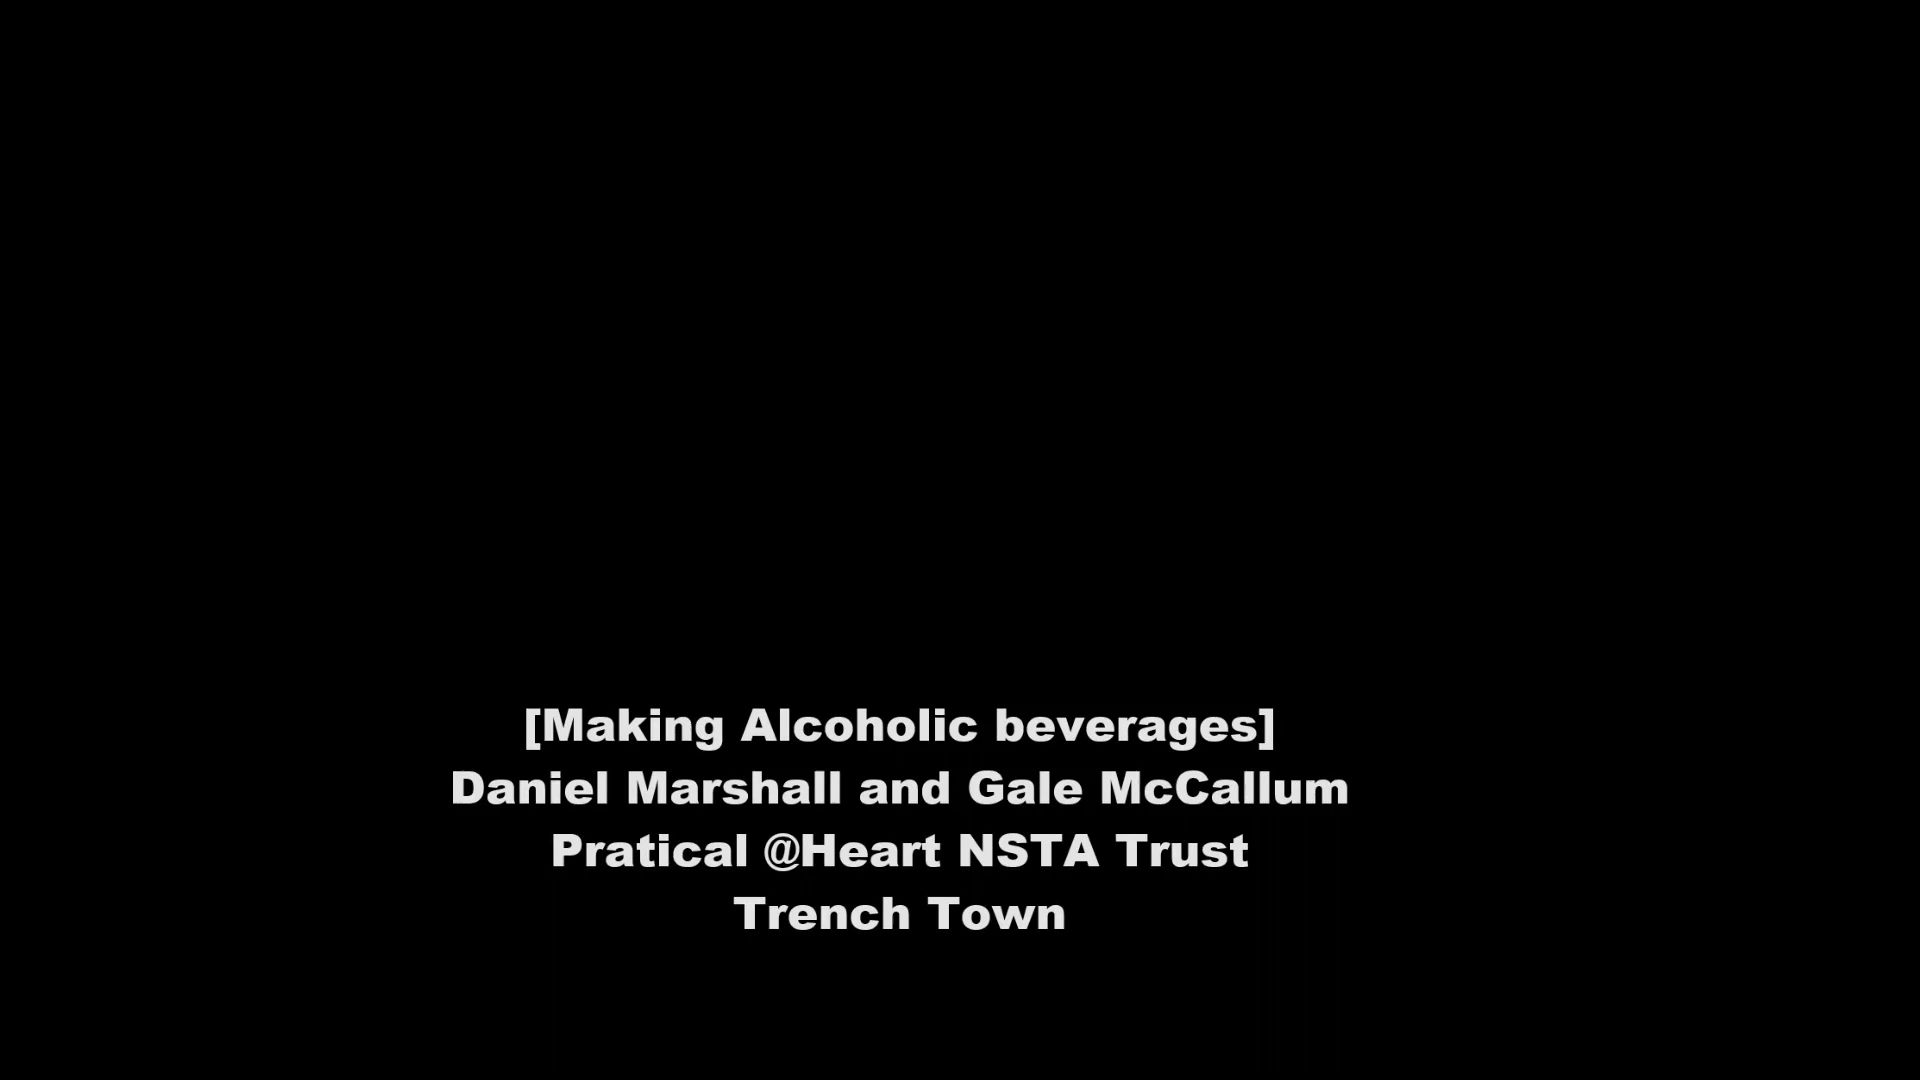 [Making Alcoholic beverages]
Daniel Marshall and Gale McCallum
Pratical @Heart NSTA Trust
Trench Town